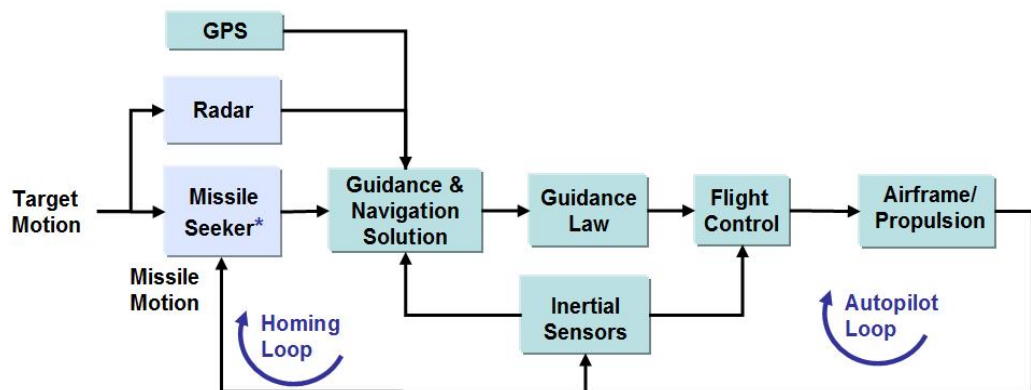 GPS
Radar
Target
Motion
Missile
Seeker*
Guidance &
Navigation
Solution
Guidance
Law
Flight
Control
Airframe/
Propulsion
Missile
Motion
Homing
Loop
Inertial
Sensors
Autopilot
Loop